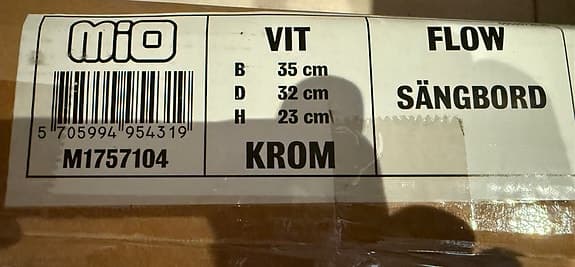 mio
5 705994 954319
M1757104
VIT
B 35 cm
D 32 cm
H 23 cm
KROM
FLOW
SÄNGBORD